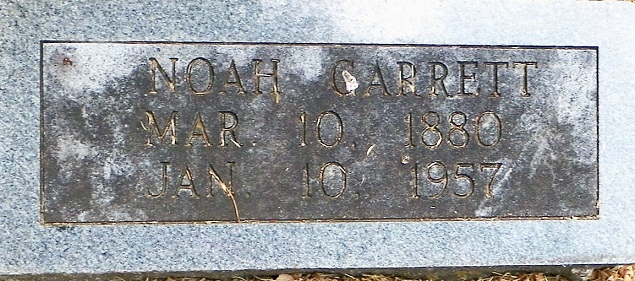 NOAH GARRETT
MAR. 10, 1880
JAN. 10, 1957